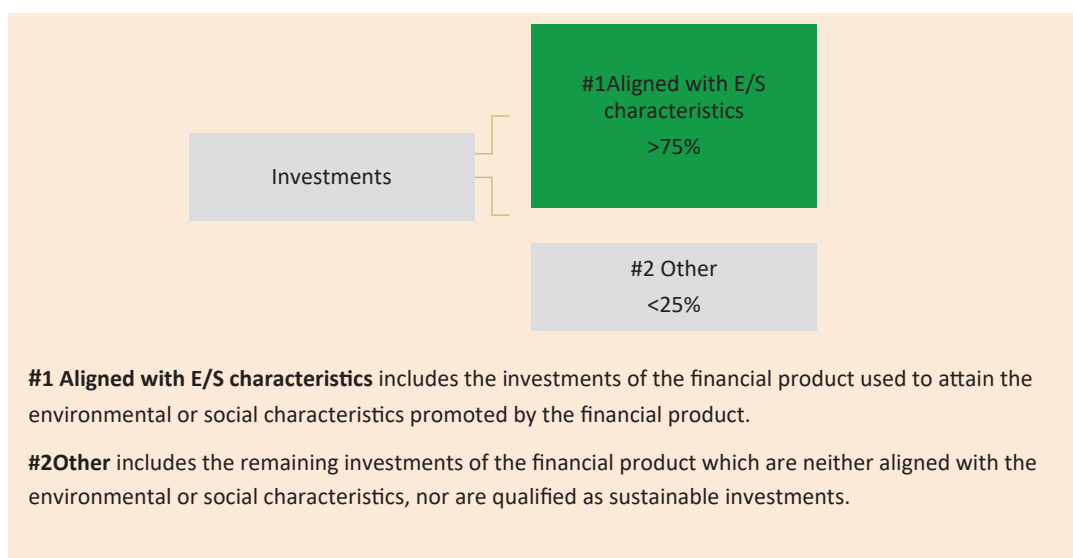 #1Aligned with E/S
characteristics
>75%
Investments
#2 Other
<25%
#1 Aligned with E/S characteristics includes the investments of the financial product used to attain the
environmental or social characteristics promoted by the financial product.
#2Other includes the remaining investments of the financial product which are neither aligned with the
environmental or social characteristics, nor are qualified as sustainable investments.